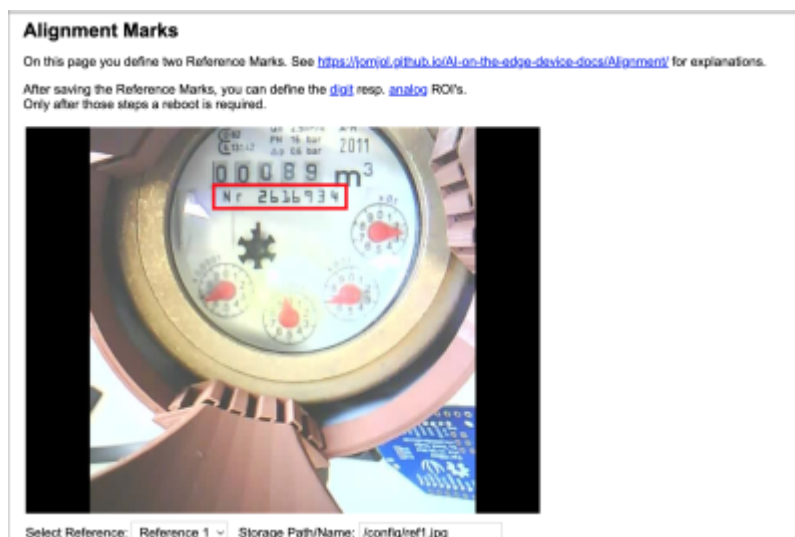 Alignment Marks
On this page you define two Reference Marks. See https://jomjol.github.io/AI-on-the-edge-device-docs/Alignment/ for explanations.
After saving the Reference Marks, you can define the digit resp. analog ROI's.
Only after those steps a reboot is required.
PN 16 bar
2011
00089 m³
Nr 2616934
Select Reference: Reference 1 Storage Path/Name: /config/ref1.jpg